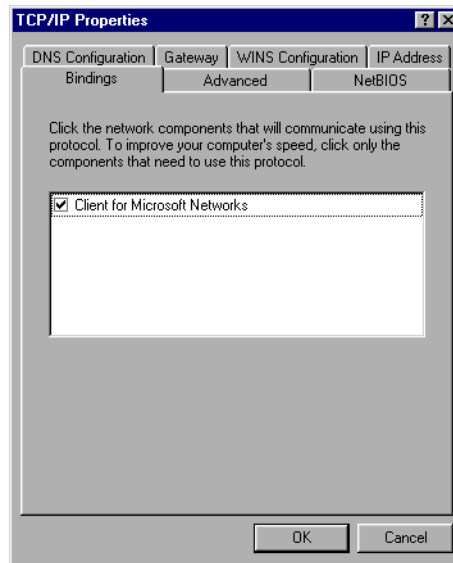 TCP/IP Properties
DNS Configuration Gateway WINS Configuration IP Address
Bindings Advanced NetBIOS
Click the network components that will communicate using this
protocol. To improve your computer's speed, click only the
components that need to use this protocol.
Client for Microsoft Networks
OK Cancel